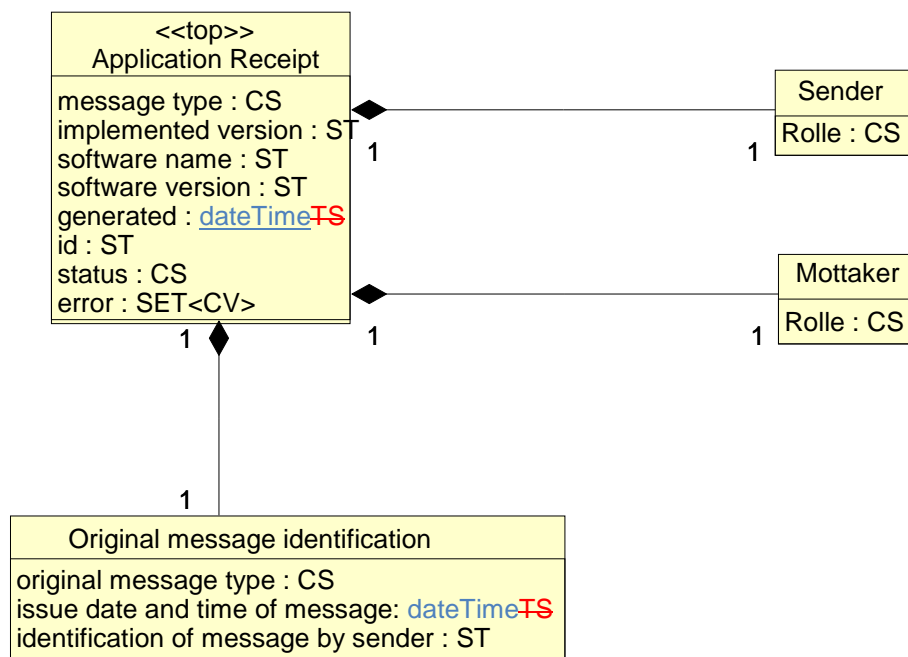 <<top>>
Application Receipt
message type : CS
implemented version : ST
software name : ST
software version : ST
generated : dateTimeTS
id : ST
status : CS
error : SET<CV>
Sender
Rolle : CS
1
1
Mottaker
Rolle : CS
1
1
1
1
Original message identification
original message type : CS
issue date and time of message: dateTimeTS
identification of message by sender : ST